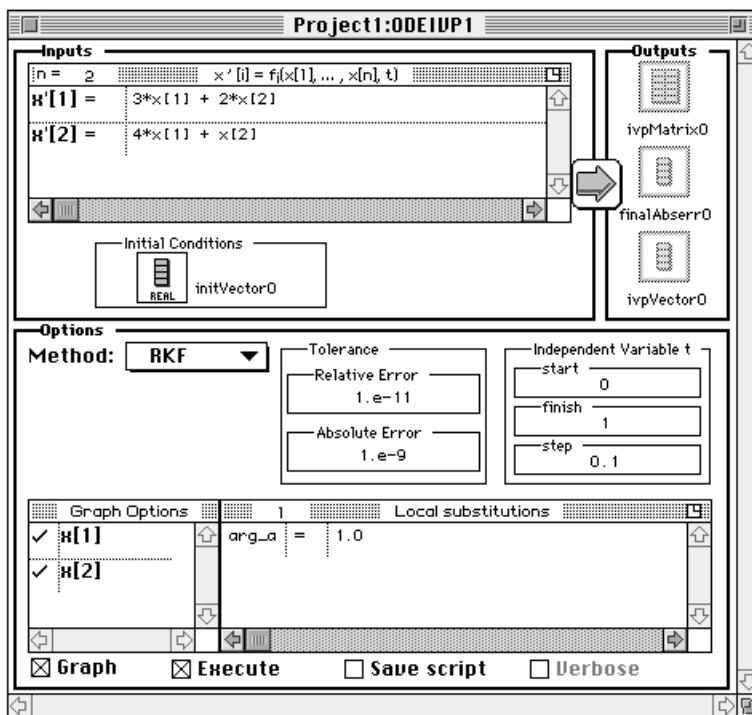 Project1:ODEIVP1
Inputs
n = 2 x'[i] = fi(x[1], ... , x[n], t)
x'[1] = 3*x[1] + 2*x[2]
x'[2] = 4*x[1] + x[2]
Initial Conditions
REAL
initVector0
Outputs
ivpMatrix0
finalAbserr0
ivpVector0
Options
Method: RKF
Tolerance
Relative Error
1.e-11
Absolute Error
1.e-9
Independent Variable t
start
0
finish
1
step
0.1
Graph Options
x[1]
x[2]
1 Local substitutions
arg_a = 1.0
Graph
Execute
Save script
Verbose